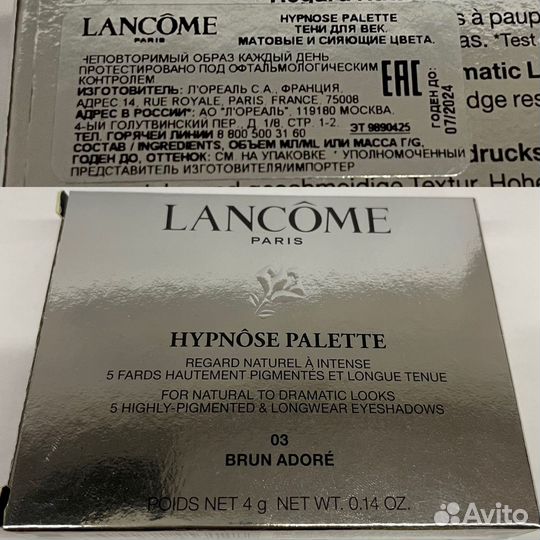 Regard
LANCÔME
PARIS
HYPNOSE PALETTE
ТЕНИ ДЛЯ ВЕК.
МАТОВЫЕ И СИЯЮЩИЕ ЦВЕТА.
ЧЕПОВТОРИМЫЙ ОБРАЗ КАЖДЫЙ ДЕНЬ
ПРОТЕСТИРОВАНО ПОД ОФТАЛЬМОЛОГИЧЕСКИМ
КОНТРОЛЕМ.
ИЗГОТОВИТЕЛЬ: Л'ОРЕАЛЬ С.А., ФРАНЦИЯ.
АДРЕС 14, RUE ROYALE, PARIS, FRANCE, 75008
АДРЕС В РОССИИ: АО "Л'ОРЕАЛЬ", 119180 МОСКВА,
4-ЫЙ ГОЛУТВИНСКИЙ ПЕР., Д. 1/8, СТР. 1-2.
ТЕЛ. ГОРЯЧЕЙ ЛИНИИ 8 800 500 31 60
ЭТ 9890425
СОСТАВ / INGREDIENTS, ОБЪЕМ МЛ/ML ИЛИ МАССА Г/G,
ГОДЕН ДО, ОТТЕНОК: СМ. НА УПАКОВКЕ * УПОЛНОМОЧЕННЫЙ
ПРЕДСТАВИТЕЛЬ ИЗГОТОВИТЕЛЯ/ИМПОРТЕР
EAC
ГОДЕН ДО:
07/2024
s à paup
as. *Test
matic L
dge res
drucks
geschmeidige Textur. Hohe
LANCÔME
PARIS
HYPNÔSE PALETTE
REGARD NATUREL À INTENSE
5 FARDS HAUTEMENT PIGMENTÉS ET LONGUE TENUE
FOR NATURAL TO DRAMATIC LOOKS
5 HIGHLY-PIGMENTED & LONGWEAR EYESHADOWS
03
BRUN ADORÉ
POIDS NET 4 g NET WT. 0.14 OZ.
Avito